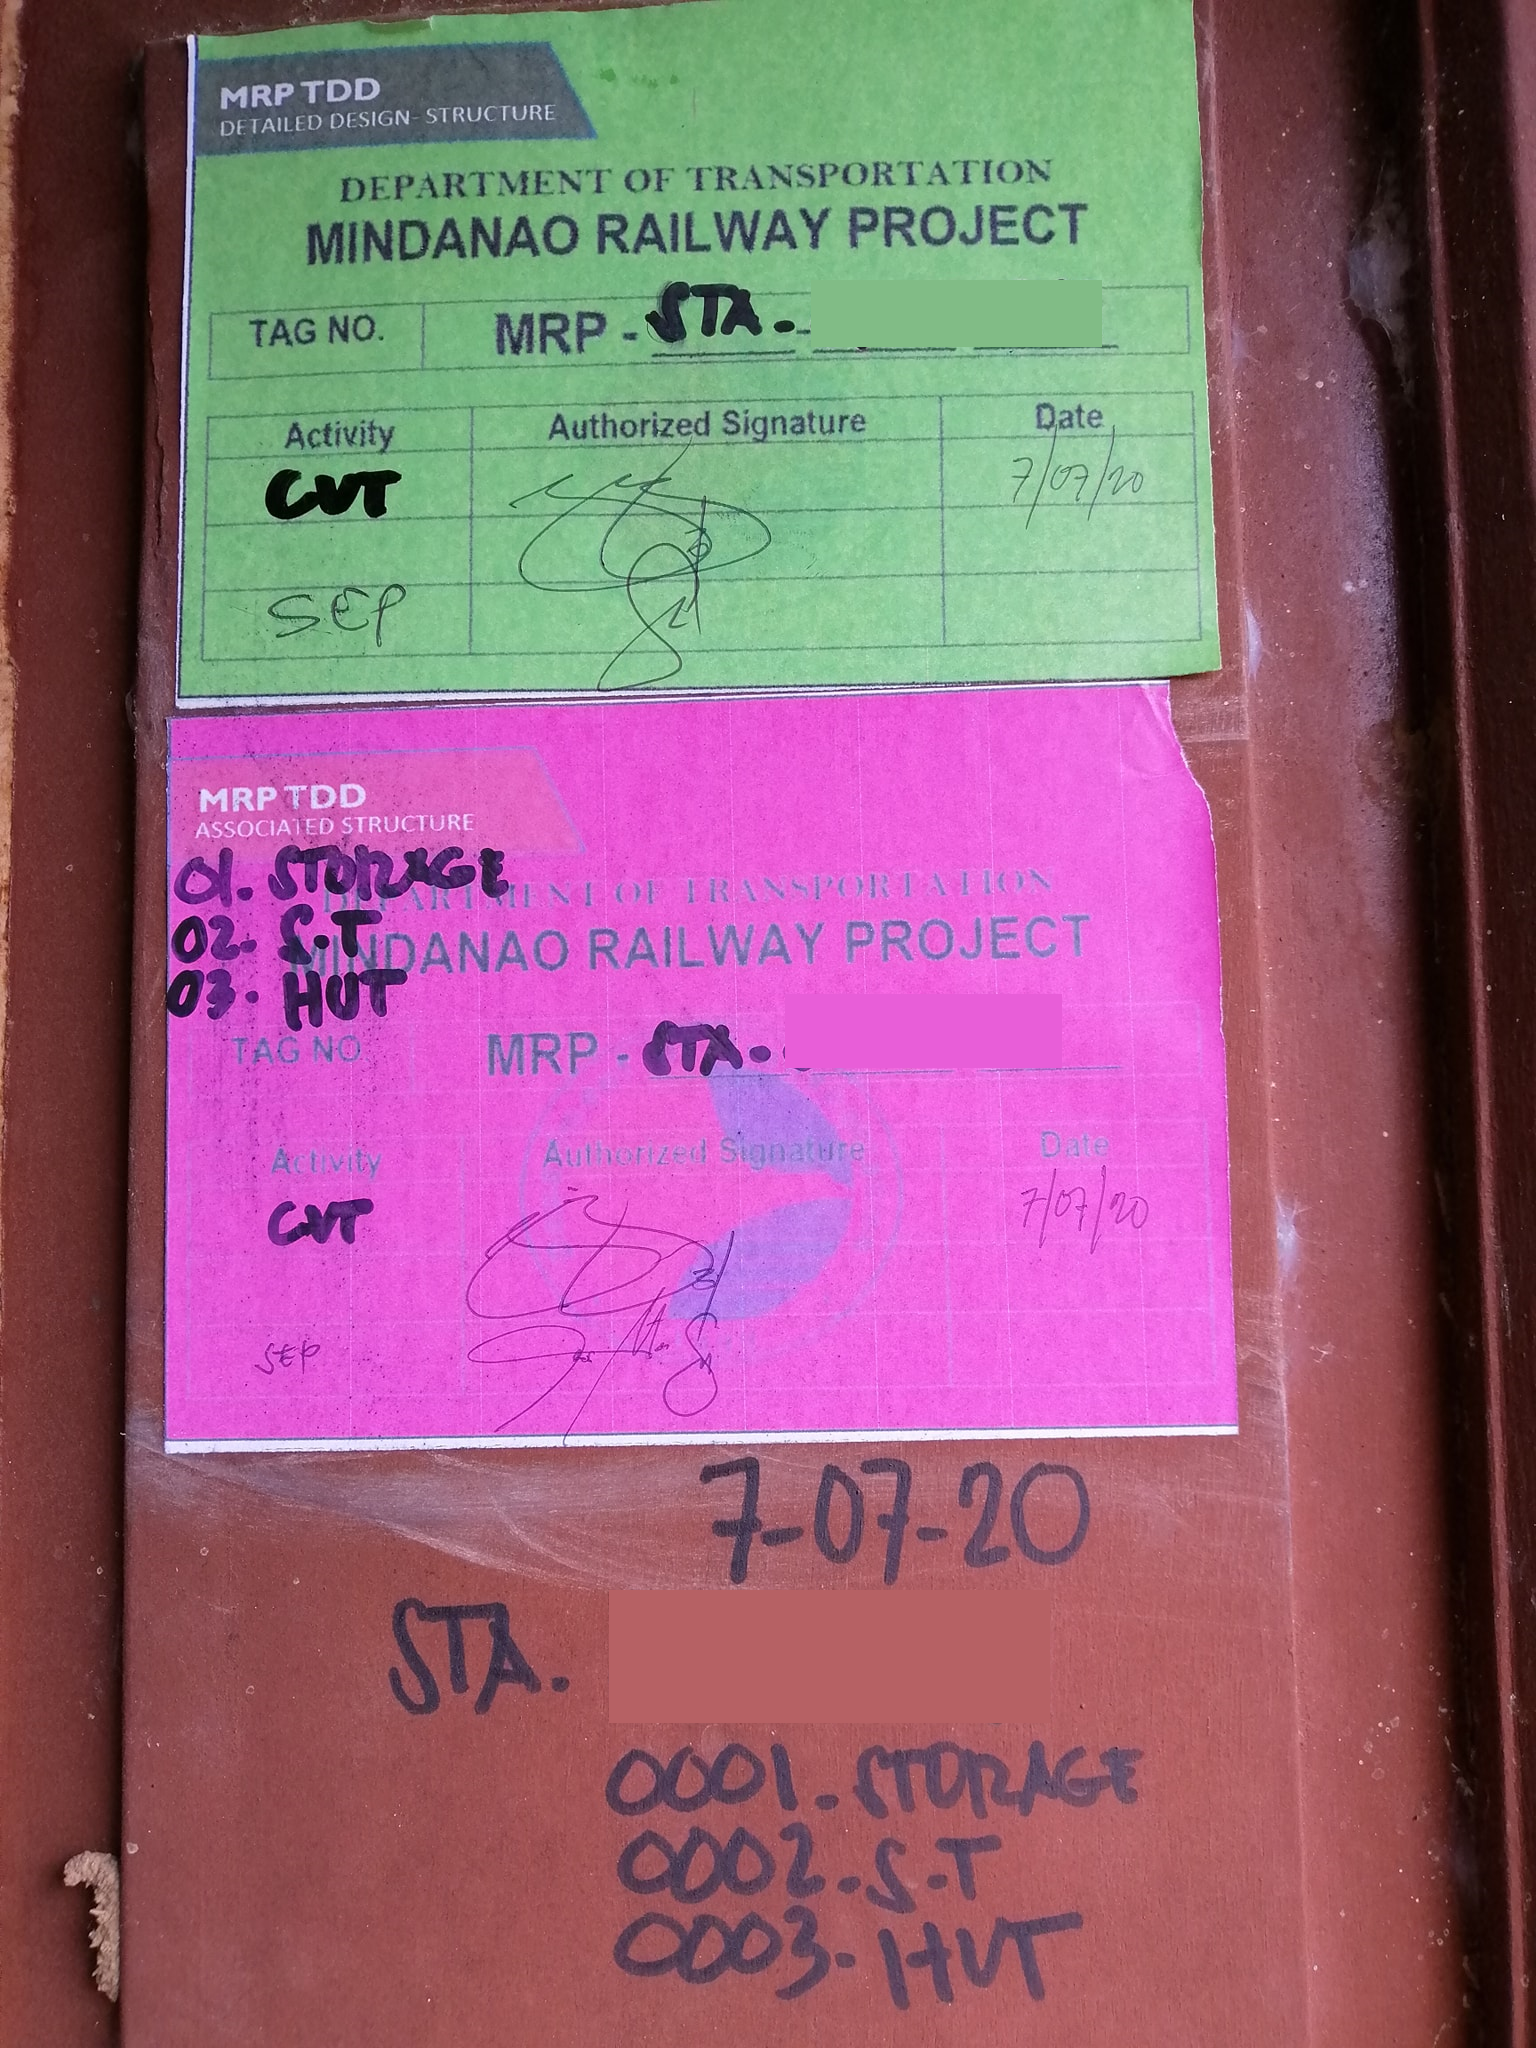 MRP TDD
DETAILED DESIGN- STRUCTURE
DEPARTMENT OF TRANSPORTATION
MINDANAO RAILWAY PROJECT
TAG NO. MRP - STA. -
Activity Authorized Signature Date
CVT 7/07/20
SEP
MRP TDD
ASSOCIATED STRUCTURE
01. STORAGE
DEPARTMENT OF TRANSPORTATION
02- S.T
MINDANAO RAILWAY PROJECT
03. HUT
TAG NO. MRP - STA.
Activity Authorized Signature Date
CVT 7/07/20
SEP
7-07-20
STA.
0001. STORAGE
0002. S.T
0003- HUT